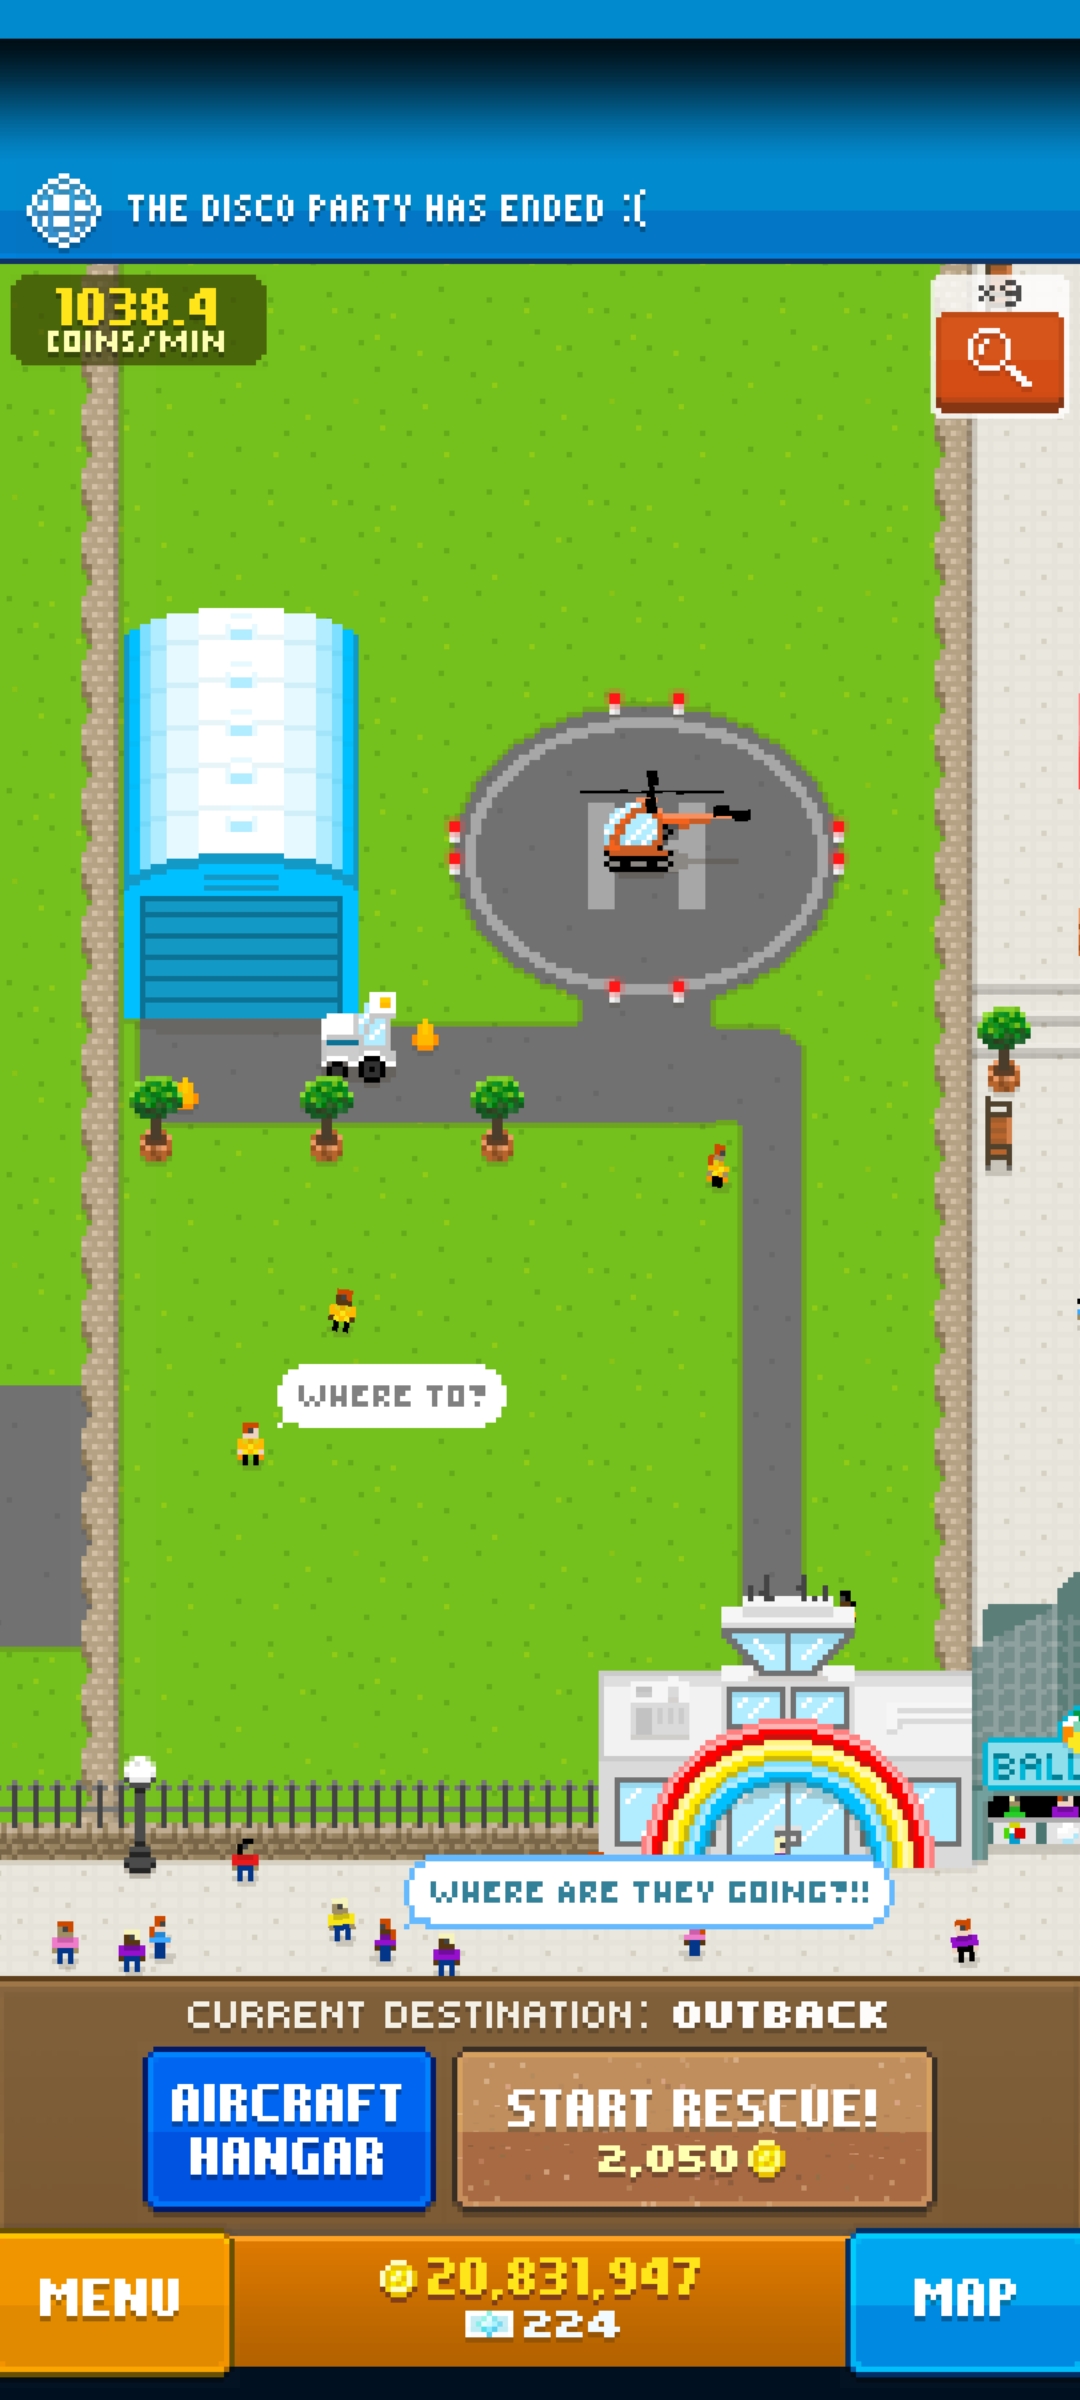 THE DISCO PARTY HAS ENDED :(
1038.4
COINS/MIN
x9
H
WHERE TO?
BALL
WHERE ARE THEY GOING?!!
CURRENT DESTINATION: OUTBACK
AIRCRAFT
HANGAR
START RESCUE!
2,050
MENU
20,831,947
224
MAP